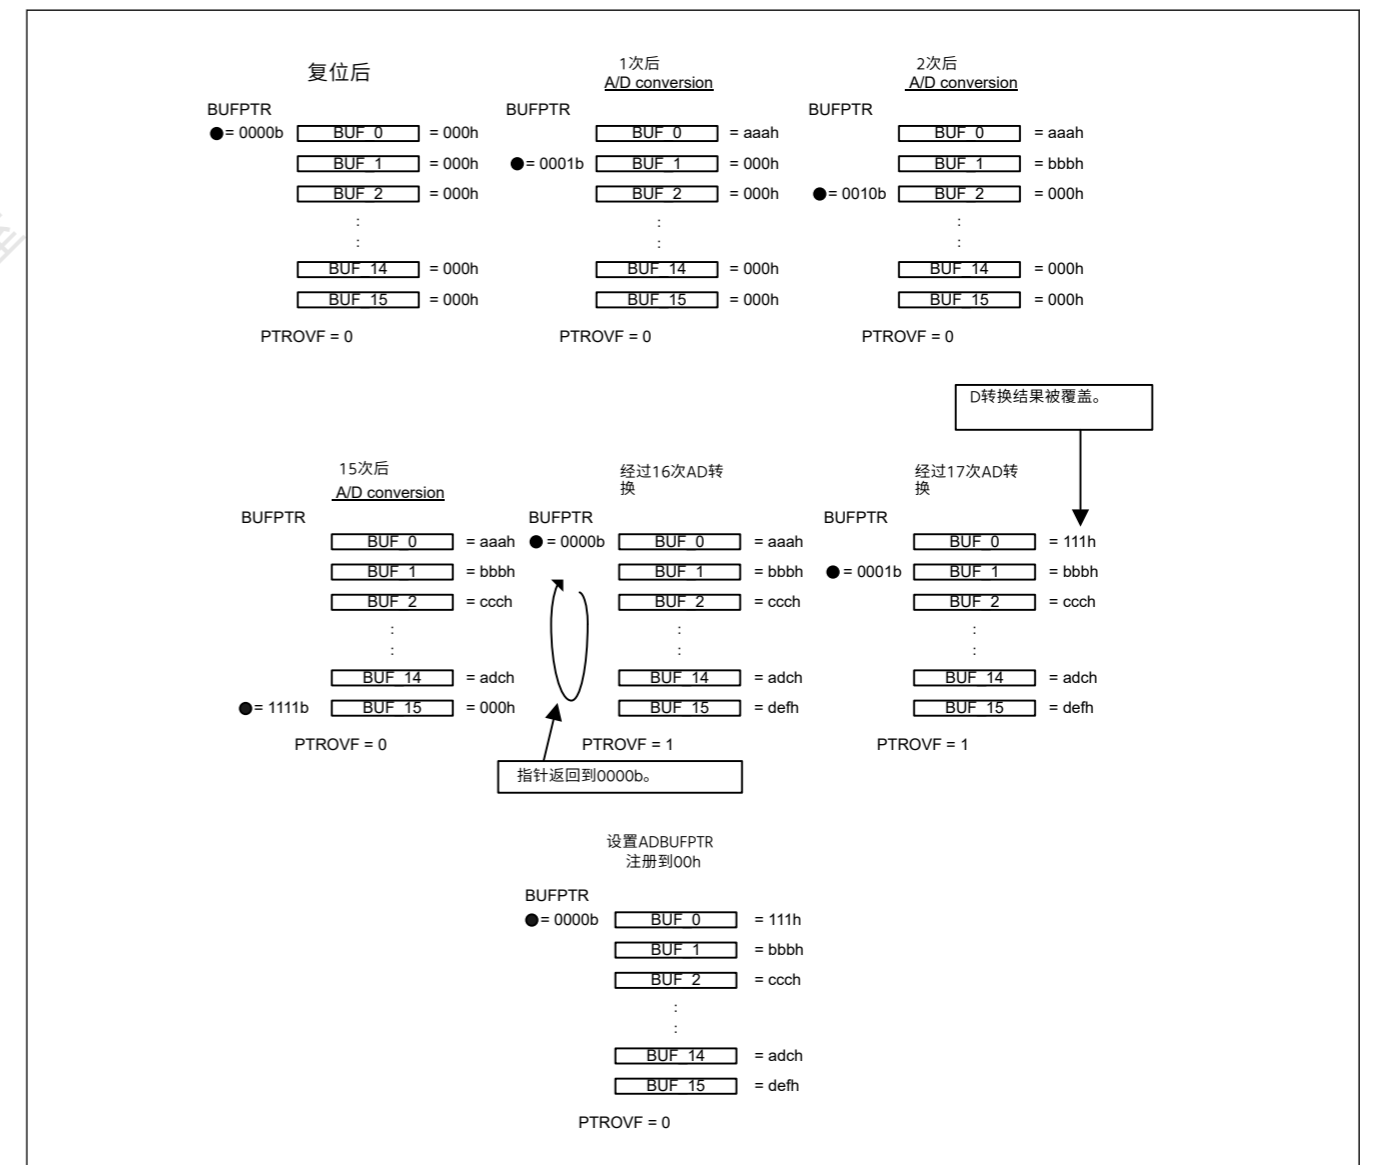 复位后
BUFPTR
= 0000b BUF_0 = 000h
BUF_1 = 000h
BUF_2 = 000h
:
:
BUF_14 = 000h
BUF_15 = 000h
PTROVF = 0
1次后
A/D conversion
BUFPTR
BUF_0 = aaah
= 0001b BUF_1 = 000h
BUF_2 = 000h
:
:
BUF_14 = 000h
BUF_15 = 000h
PTROVF = 0
2次后
A/D conversion
BUFPTR
BUF_0 = aaah
BUF_1 = bbbh
= 0010b BUF_2 = 000h
:
:
BUF_14 = 000h
BUF_15 = 000h
PTROVF = 0
D转换结果被覆盖。
15次后
A/D conversion
BUFPTR
BUF_0 = aaah
BUF_1 = bbbh
BUF_2 = ccch
:
:
BUF_14 = adch
= 1111b BUF_15 = 000h
PTROVF = 0
经过16次AD转
换
BUFPTR
= 0000b BUF_0 = aaah
BUF_1 = bbbh
BUF_2 = ccch
:
:
BUF_14 = adch
BUF_15 = defh
PTROVF = 1
指针返回到0000b。
经过17次AD转
换
BUFPTR
BUF_0 = 111h
= 0001b BUF_1 = bbbh
BUF_2 = ccch
:
:
BUF_14 = adch
BUF_15 = defh
PTROVF = 1
设置ADBUFPTR
注册到00h
BUFPTR
= 0000b BUF_0 = 111h
BUF_1 = bbbh
BUF_2 = ccch
:
:
BUF_14 = adch
BUF_15 = defh
PTROVF = 0